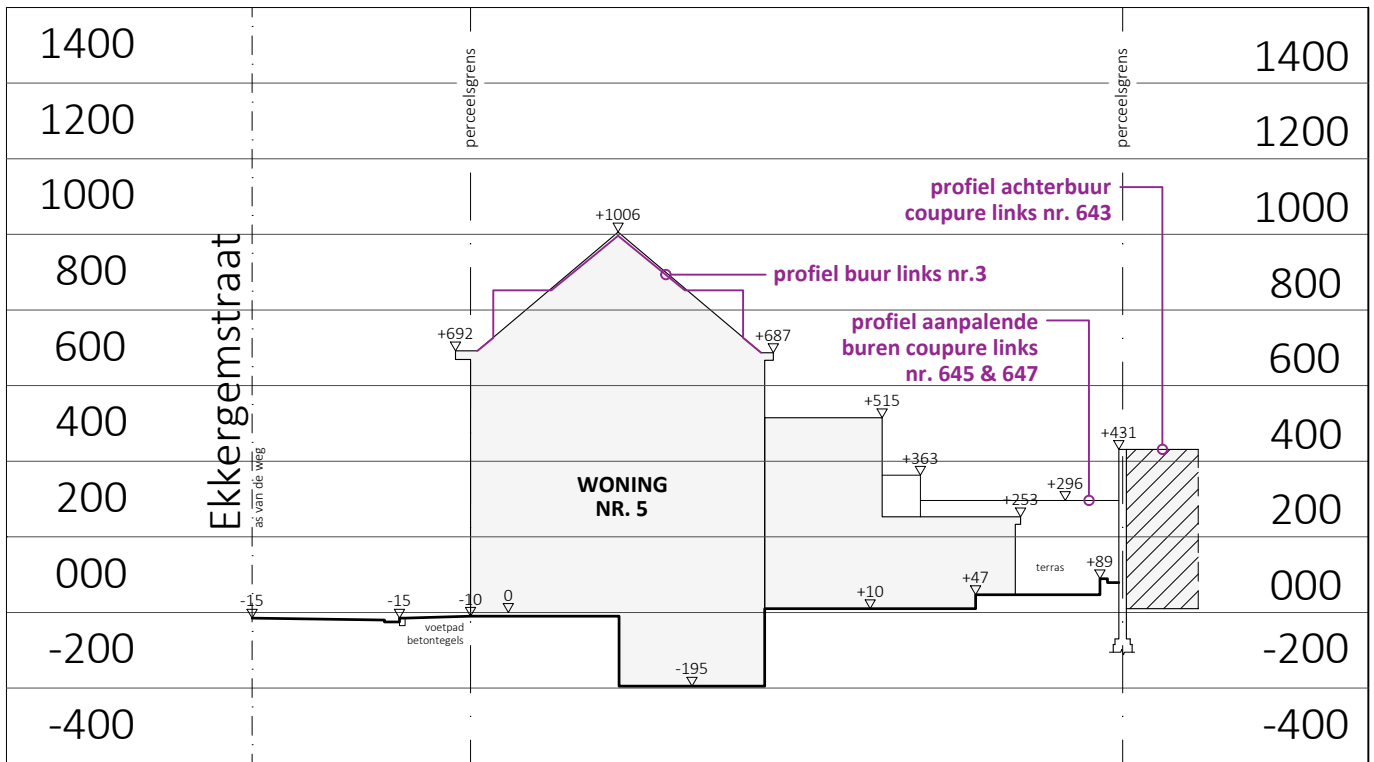 1400
1200
1000
800
600
400
200
000
-200
-400
Ekkergemstraat
as van de weg
perceelsgrens
perceelsgrens
profiel achterbuur
coupure links nr. 643
+1006
profiel buur links nr.3
+692
+687
profiel aanpalende
buren coupure links
nr. 645 & 647
+515
+431
+363
+296
+253
WONING
NR. 5
terras
+89
+47
+10
-15
-15
-10
0
voetpad
betontegels
-195
1400
1200
1000
800
600
400
200
000
-200
-400